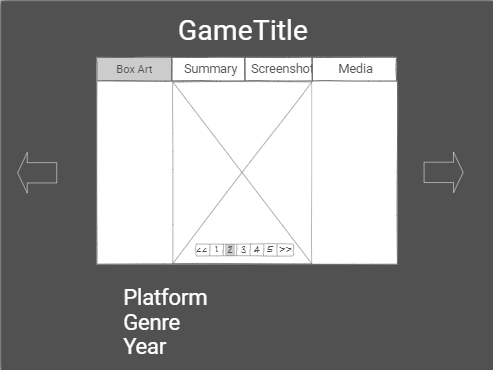 GameTitle
Box Art Summary Screenshot Media
<< 1 2 3 4 5 >>
Platform
Genre
Year